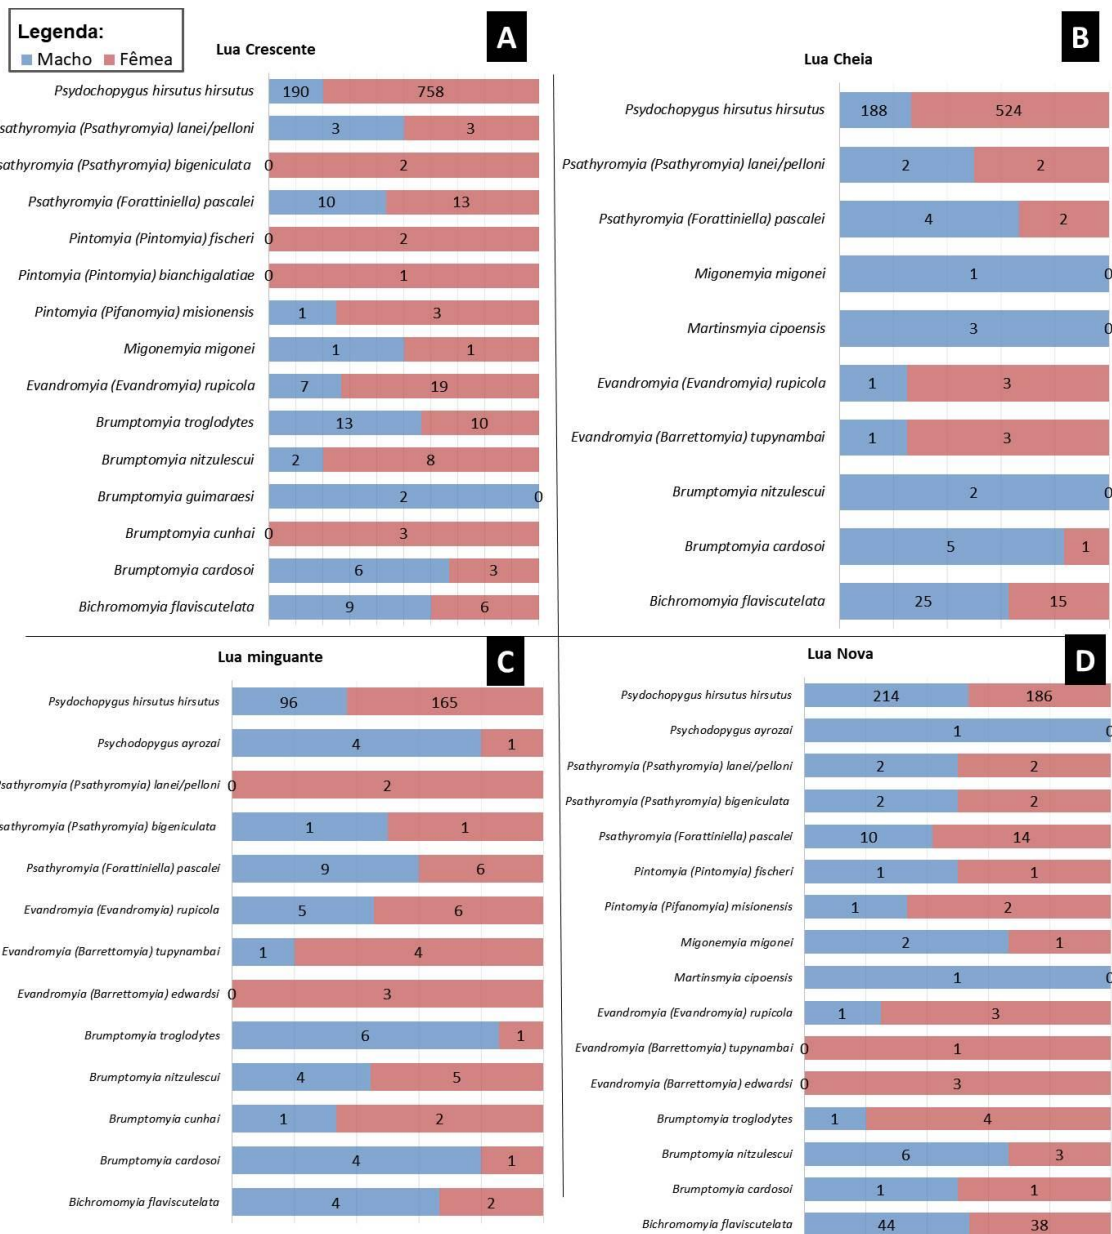 Legenda:
Macho Fêmea
Lua Crescente
A
Psydochopygus hirsutus hirsutus 190 758
sathyromyia (Psathyromyia) lanei/pelloni 3 3
sathyromyia (Psathyromyia) bigeniculata 0 2
Psathyromyia (Forattiniella) pascalei 10 13
Pintomyia (Pintomyia) fischeri 0 2
Pintomyia (Pintomyia) bianchigalatiae 0 1
Pintomyia (Pifanomyia) misionensis 1 3
Migonemyia migonei 1 1
Evandromyia (Evandromyia) rupicola 7 19
Brumptomyia troglodytes 13 10
Brumptomyia nitzulescui 2 8
Brumptomyia guimaraesi 2 0
Brumptomyia cunhai 0 3
Brumptomyia cardosoi 6 3
Bichromomyia flaviscutelata 9 6
Lua Cheia
B
Psydochopygus hirsutus hirsutus 188 524
Psathyromyia (Psathyromyia) lanei/pelloni 2 2
Psathyromyia (Forattiniella) pascalei 4 2
Migonemyia migonei 1 0
Martinsmyia cipoensis 3 0
Evandromyia (Evandromyia) rupicola 1 3
Evandromyia (Barrettomyia) tupynambai 1 3
Brumptomyia nitzulescui 2 0
Brumptomyia cardosoi 5 1
Bichromomyia flaviscutelata 25 15
Lua minguante
C
Psydochopygus hirsutus hirsutus 96 165
Psychodopygus ayrozai 4 1
Psathyromyia (Psathyromyia) lanei/pelloni 0 2
sathyromyia (Psathyromyia) bigeniculata 1 1
Psathyromyia (Forattiniella) pascalei 9 6
Evandromyia (Evandromyia) rupicola 5 6
Evandromyia (Barrettomyia) tupynambai 1 4
Evandromyia (Barrettomyia) edwardsi 0 3
Brumptomyia troglodytes 6 1
Brumptomyia nitzulescui 4 5
Brumptomyia cunhai 1 2
Brumptomyia cardosoi 4 1
Bichromomyia flaviscutelata 4 2
Lua Nova
D
Psydochopygus hirsutus hirsutus 214 186
Psychodopygus ayrozai 1 0
Psathyromyia (Psathyromyia) lanei/pelloni 2 2
Psathyromyia (Psathyromyia) bigeniculata 2 2
Psathyromyia (Forattiniella) pascalei 10 14
Pintomyia (Pintomyia) fischeri 1 1
Pintomyia (Pifanomyia) misionensis 1 2
Migonemyia migonei 2 1
Martinsmyia cipoensis 1 0
Evandromyia (Evandromyia) rupicola 1 3
Evandromyia (Barrettomyia) tupynambai 0 1
Evandromyia (Barrettomyia) edwardsi 0 3
Brumptomyia troglodytes 1 4
Brumptomyia nitzulescui 6 3
Brumptomyia cardosoi 1 1
Bichromomyia flaviscutelata 44 38